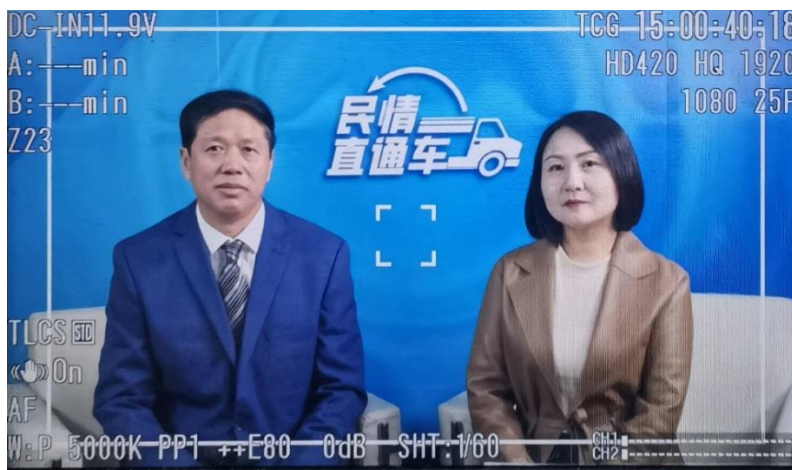 DC-IN11.9V
TCG 15:00:40:18
A:---min
HD420 HQ 1920
B:---min
1080 25P
Z23
民情
直通车
TLCS STD
On
AF
W:P 5000K PP1 ++E80 0dB SHT:1/60
CH1
CH2